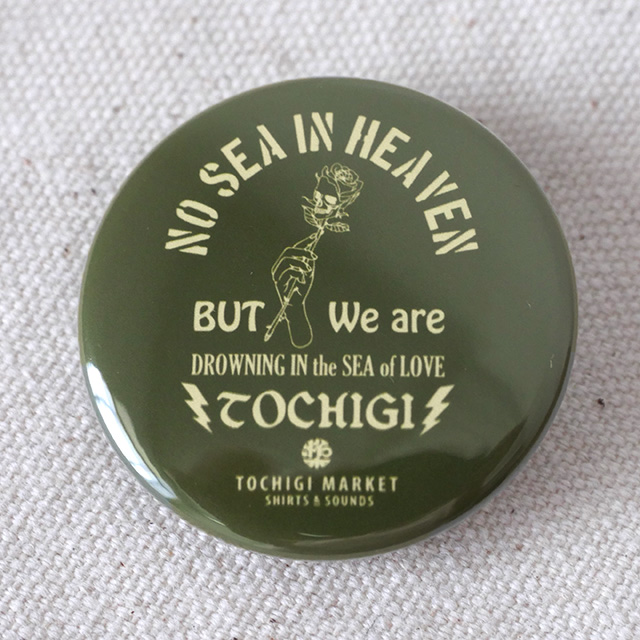 NO SEA IN HEAVEN
BUT We are
DROWNING IN the SEA of LOVE
TOCHIGI
TOCHIGI MARKET
SHIRTS & SOUNDS